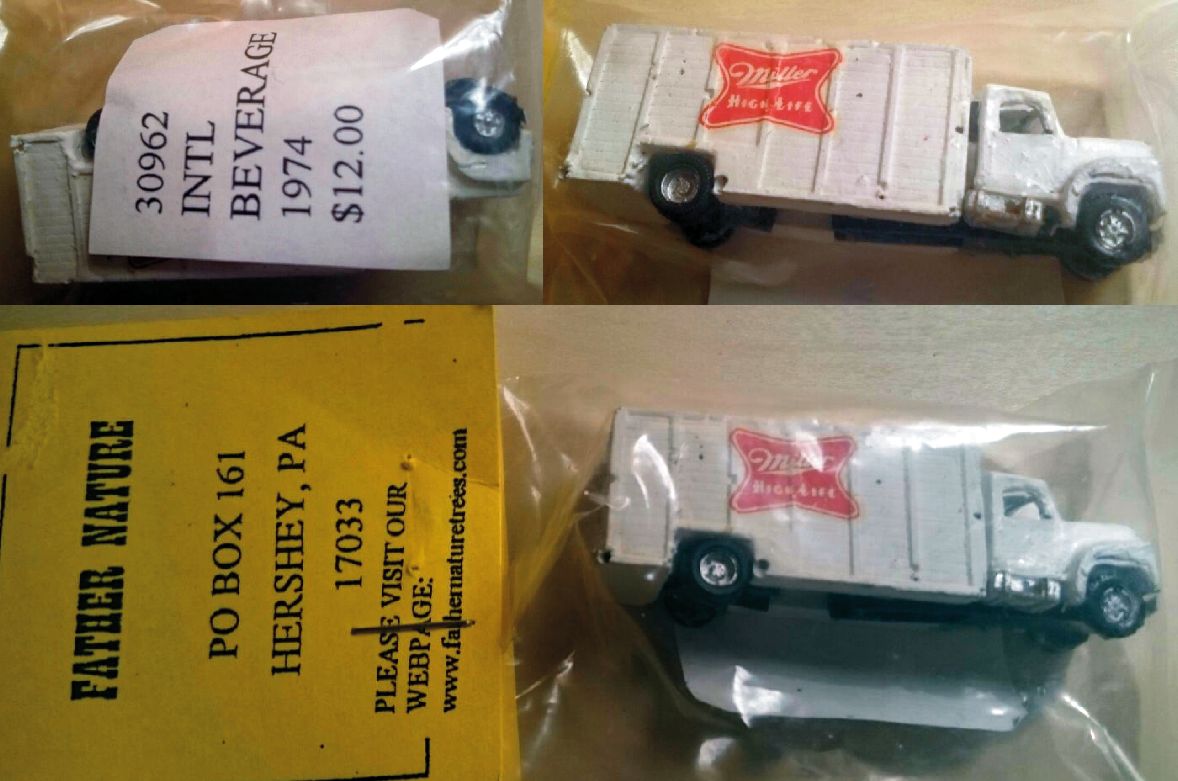 30962
INTL
BEVERAGE
1974
$12.00
Miller
HIGH LIFE
FATHER NATURE
PO BOX 161
HERSHEY, PA
17033
PLEASE VISIT OUR
WEBPAGE:
www.fathernaturetrees.com
Miller
HIGH LIFE